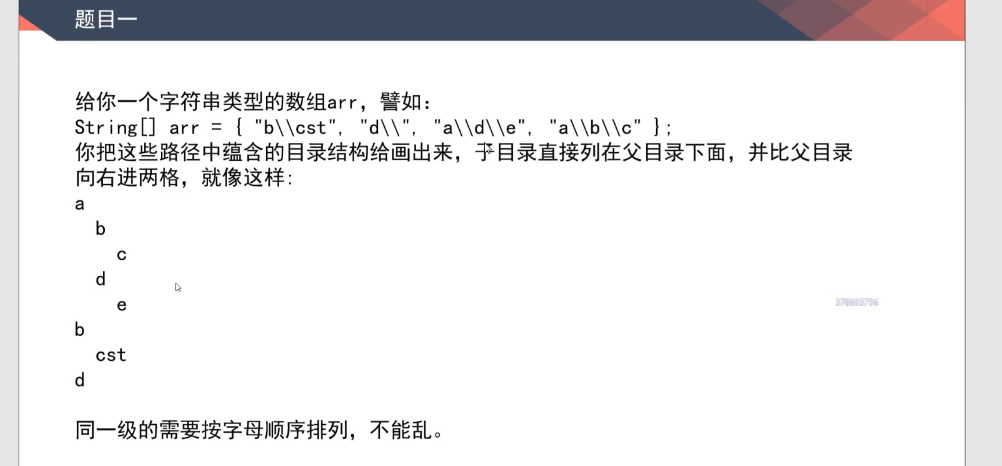 题目一
给你一个字符串类型的数组arr，譬如：
String[] arr = { "b\\cst", "d\\", "a\\d\\e", "a\\b\\c" };
你把这些路径中蕴含的目录结构给画出来，子目录直接列在父目录下面，并比父目录
向右进两格，就像这样:
a
b
c
d
e
b
cst
d
同一级的需要按字母顺序排列，不能乱。